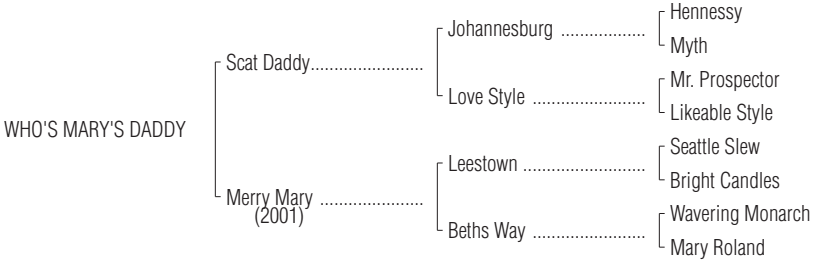 Hennessy
Johannesburg ...................
Myth
Scat Daddy.......................
Mr. Prospector
Love Style .........................
Likeable Style
WHO'S MARY'S DADDY
Seattle Slew
Leestown ...........................
Bright Candles
Merry Mary ......................
(2001)
Wavering Monarch
Beths Way .........................
Mary Roland